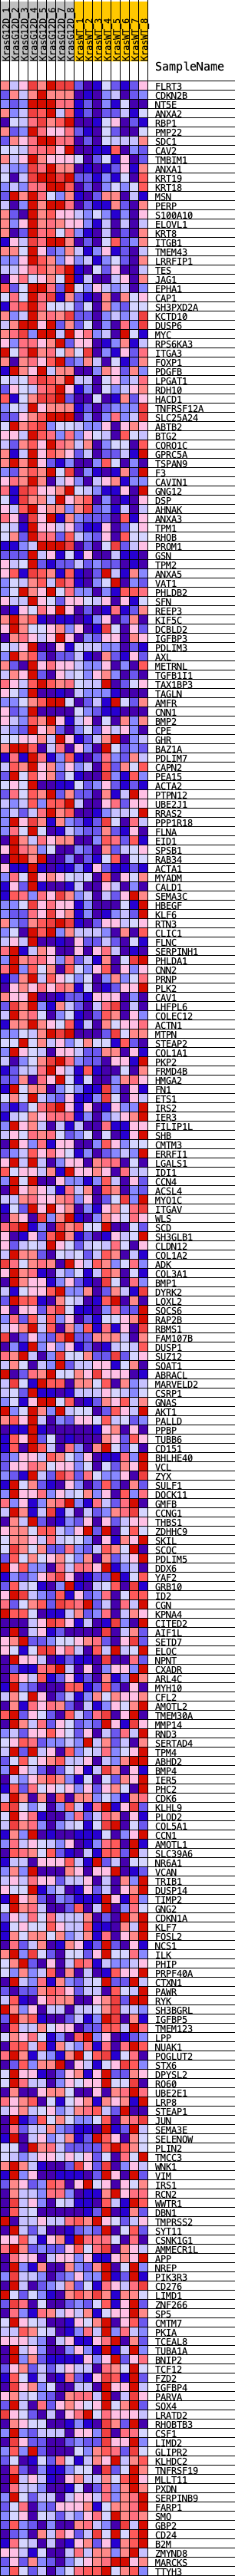 KrasG12D_1
KrasG12D_2
KrasG12D_3
KrasG12D_4
KrasG12D_5
KrasG12D_6
KrasG12D_7
KrasG12D_8
KrasWT_1
KrasWT_2
KrasWT_3
KrasWT_4
KrasWT_5
KrasWT_6
KrasWT_7
KrasWT_8
SampleName
FLRT3
CDKN2B
NT5E
ANXA2
RBP1
PMP22
SDC1
CAV2
TMBIM1
ANXA1
KRT19
KRT18
MSN
PERP
S100A10
ELOVL1
KRT8
ITGB1
TMEM43
LRRFIP1
TES
JAG1
EPHA1
CAP1
SH3PXD2A
KCTD10
DUSP6
MYC
RPS6KA3
ITGA3
FOXP1
PDGFB
LPGAT1
RDH10
HACD1
TNFRSF12A
SLC25A24
ABTB2
BTG2
CORO1C
GPRC5A
TSPAN9
F3
CAVIN1
GNG12
DSP
AHNAK
ANXA3
TPM1
RHOB
PROM1
GSN
TPM2
ANXA5
VAT1
PHLDB2
SFN
REEP3
KIF5C
DCBLD2
IGFBP3
PDLIM3
AXL
METRNL
TGFB1I1
TAX1BP3
TAGLN
AMFR
CNN1
BMP2
CPE
GHR
BAZ1A
PDLIM7
CAPN2
PEA15
ACTA2
PTPN12
UBE2J1
RRAS2
PPP1R18
FLNA
EID1
SPSB1
RAB34
ACTA1
MYADM
CALD1
SEMA3C
HBEGF
KLF6
RTN3
CLIC1
FLNC
SERPINH1
PHLDA1
CNN2
PRNP
PLK2
CAV1
LHFPL6
COLEC12
ACTN1
MTPN
STEAP2
COL1A1
PKP2
FRMD4B
HMGA2
FN1
ETS1
IRS2
IER3
FILIP1L
SHB
CMTM3
ERRFI1
LGALS1
IDI1
CCN4
ACSL4
MYO1C
ITGAV
WLS
SCD
SH3GLB1
CLDN12
COL1A2
ADK
COL3A1
BMP1
DYRK2
LOXL2
SOCS6
RAP2B
RBMS1
FAM107B
DUSP1
SUZ12
SOAT1
ABRACL
MARVELD2
CSRP1
GNAS
AKT1
PALLD
PPBP
TUBB6
CD151
BHLHE40
VCL
ZYX
SULF1
DOCK11
GMFB
CCNG1
THBS1
ZDHHC9
SKIL
SCOC
PDLIM5
DDX6
YAF2
GRB10
ID2
CGN
KPNA4
CITED2
AIF1L
SETD7
ELOC
NPNT
CXADR
ARL4C
MYH10
CFL2
AMOTL2
TMEM30A
MMP14
RND3
SERTAD4
TPM4
ABHD2
BMP4
IER5
PHC2
CDK6
KLHL9
PLOD2
COL5A1
CCN1
AMOTL1
SLC39A6
NR6A1
VCAN
TRIB1
DUSP14
TIMP2
GNG2
CDKN1A
KLF7
FOSL2
NCS1
ILK
PHIP
PRPF40A
CTXN1
PAWR
RYK
SH3BGRL
IGFBP5
TMEM123
LPP
NUAK1
POGLUT2
STX6
DPYSL2
RO60
UBE2E1
LRP8
STEAP1
JUN
SEMA3E
SELENOW
PLIN2
TMCC3
WNK1
VIM
IRS1
RCN2
WWTR1
DBN1
TMPRSS2
SYT11
CSNK1G1
AMMECR1L
APP
NREP
PIK3R3
CD276
LIMD1
ZNF266
SP5
CMTM7
PKIA
TCEAL8
TUBA1A
BNIP2
TCF12
FZD2
IGFBP4
PARVA
SOX4
LRATD2
RHOBTB3
CSF1
LIMD2
GLIPR2
KLHDC2
TNFRSF19
MLLT11
PXDN
SERPINB9
FARP1
SMO
GBP2
CD24
B2M
ZMYND8
MARCKS
TTYH3